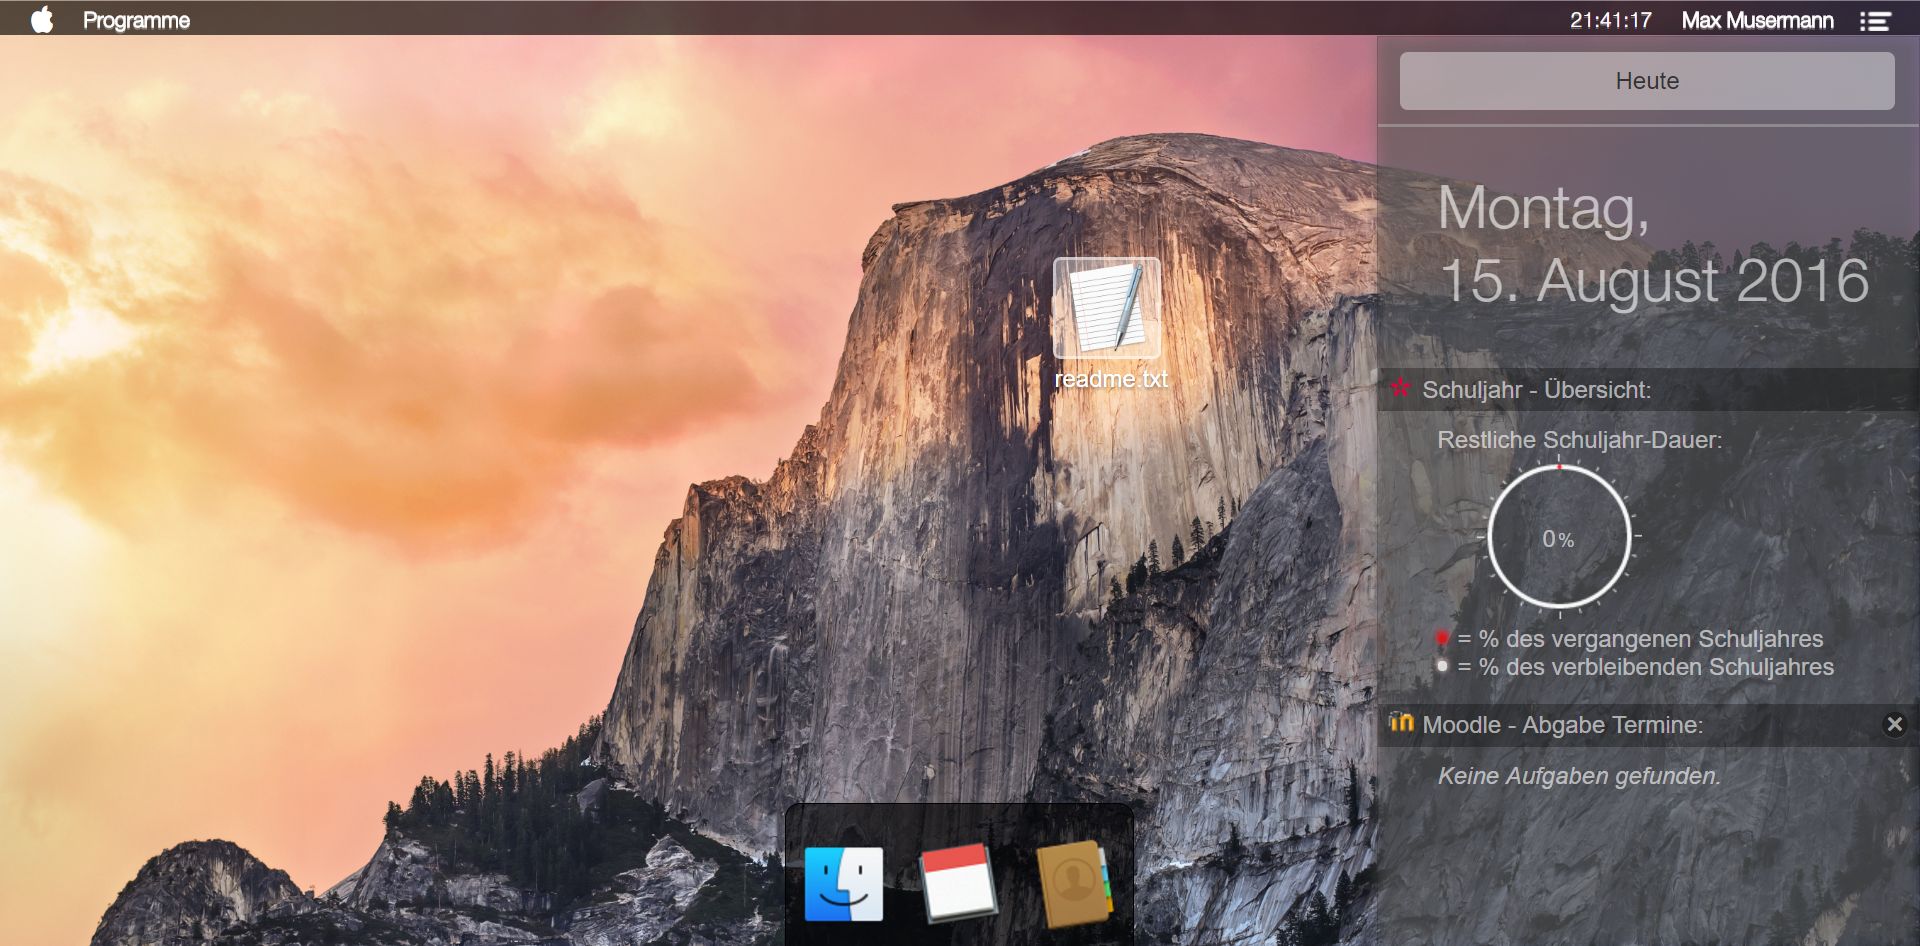 Programme
21:41:17 Max Musermann
Heute
Montag,
15. August 2016
readme.txt
Schuljahr - Übersicht:
Restliche Schuljahr-Dauer:
0%
= % des vergangenen Schuljahres
= % des verbleibenden Schuljahres
Moodle - Abgabe Termine:
Keine Aufgaben gefunden.